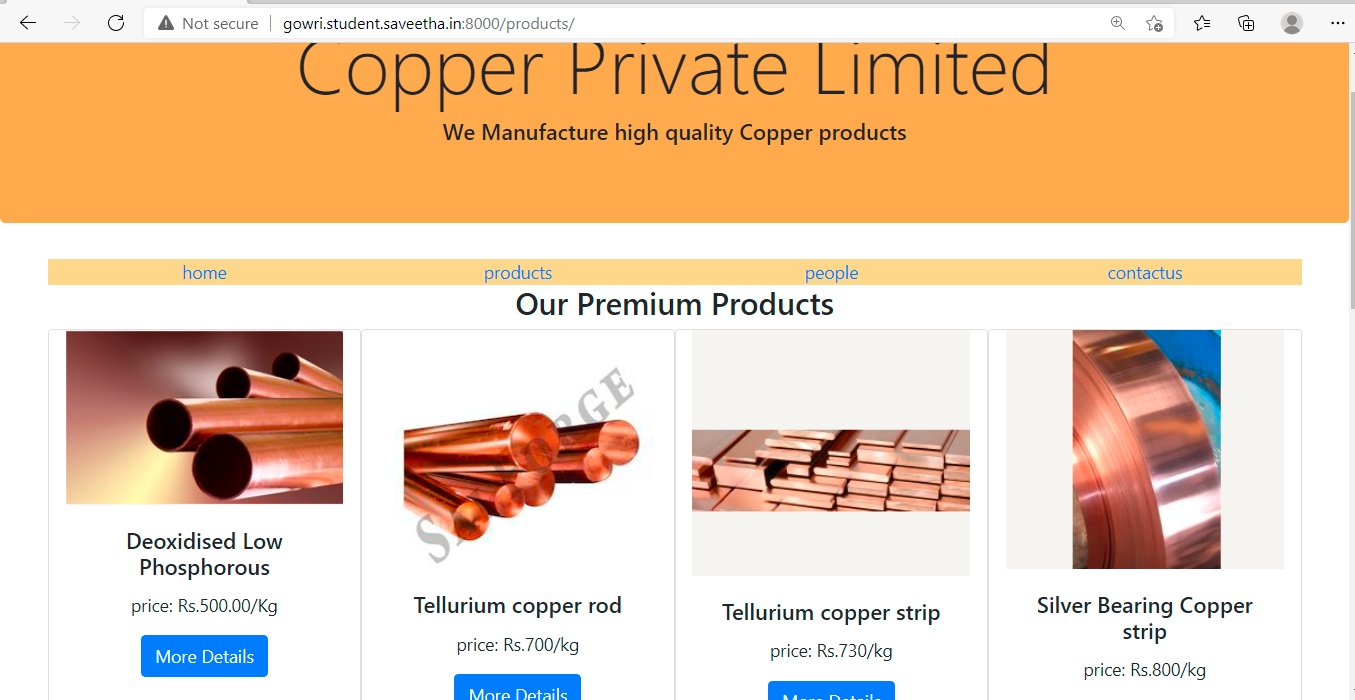 Not secure
gowri.student.saveetha.in:8000/products/
Copper Private Limited
We Manufacture high quality Copper products
home products people contactus
Our Premium Products
Deoxidised Low
Phosphorous
price: Rs.500.00/Kg
More Details
Tellurium copper rod
price: Rs.700/kg
More Details
Tellurium copper strip
price: Rs.730/kg
More Details
Silver Bearing Copper
strip
price: Rs.800/kg